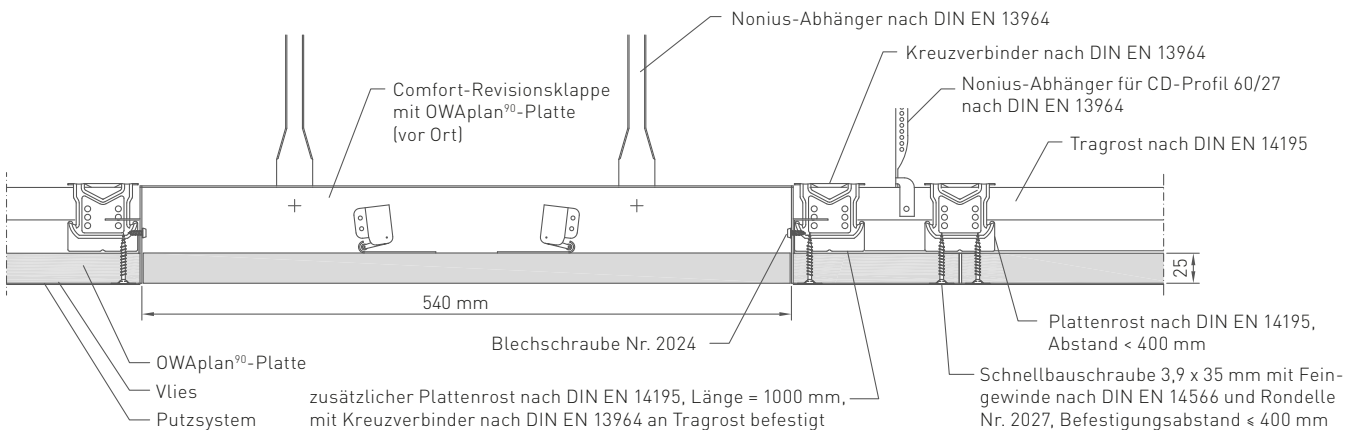 Nonius-Abhänger nach DIN EN 13964
Kreuzverbinder nach DIN EN 13964
Comfort-Revisionsklappe
mit OWAplan⁹⁰-Platte
(vor Ort)
Nonius-Abhänger für CD-Profil 60/27
nach DIN EN 13964
Tragrost nach DIN EN 14195
25
540 mm
Blechschraube Nr. 2024
Plattenrost nach DIN EN 14195,
Abstand < 400 mm
OWAplan⁹⁰-Platte
Vlies
Putzsystem
zusätzlicher Plattenrost nach DIN EN 14195, Länge = 1000 mm,
mit Kreuzverbinder nach DIN EN 13964 an Tragrost befestigt
Schnellbauschraube 3,9 x 35 mm mit Fein-
gewinde nach DIN EN 14566 und Rondelle
Nr. 2027, Befestigungsabstand ≤ 400 mm